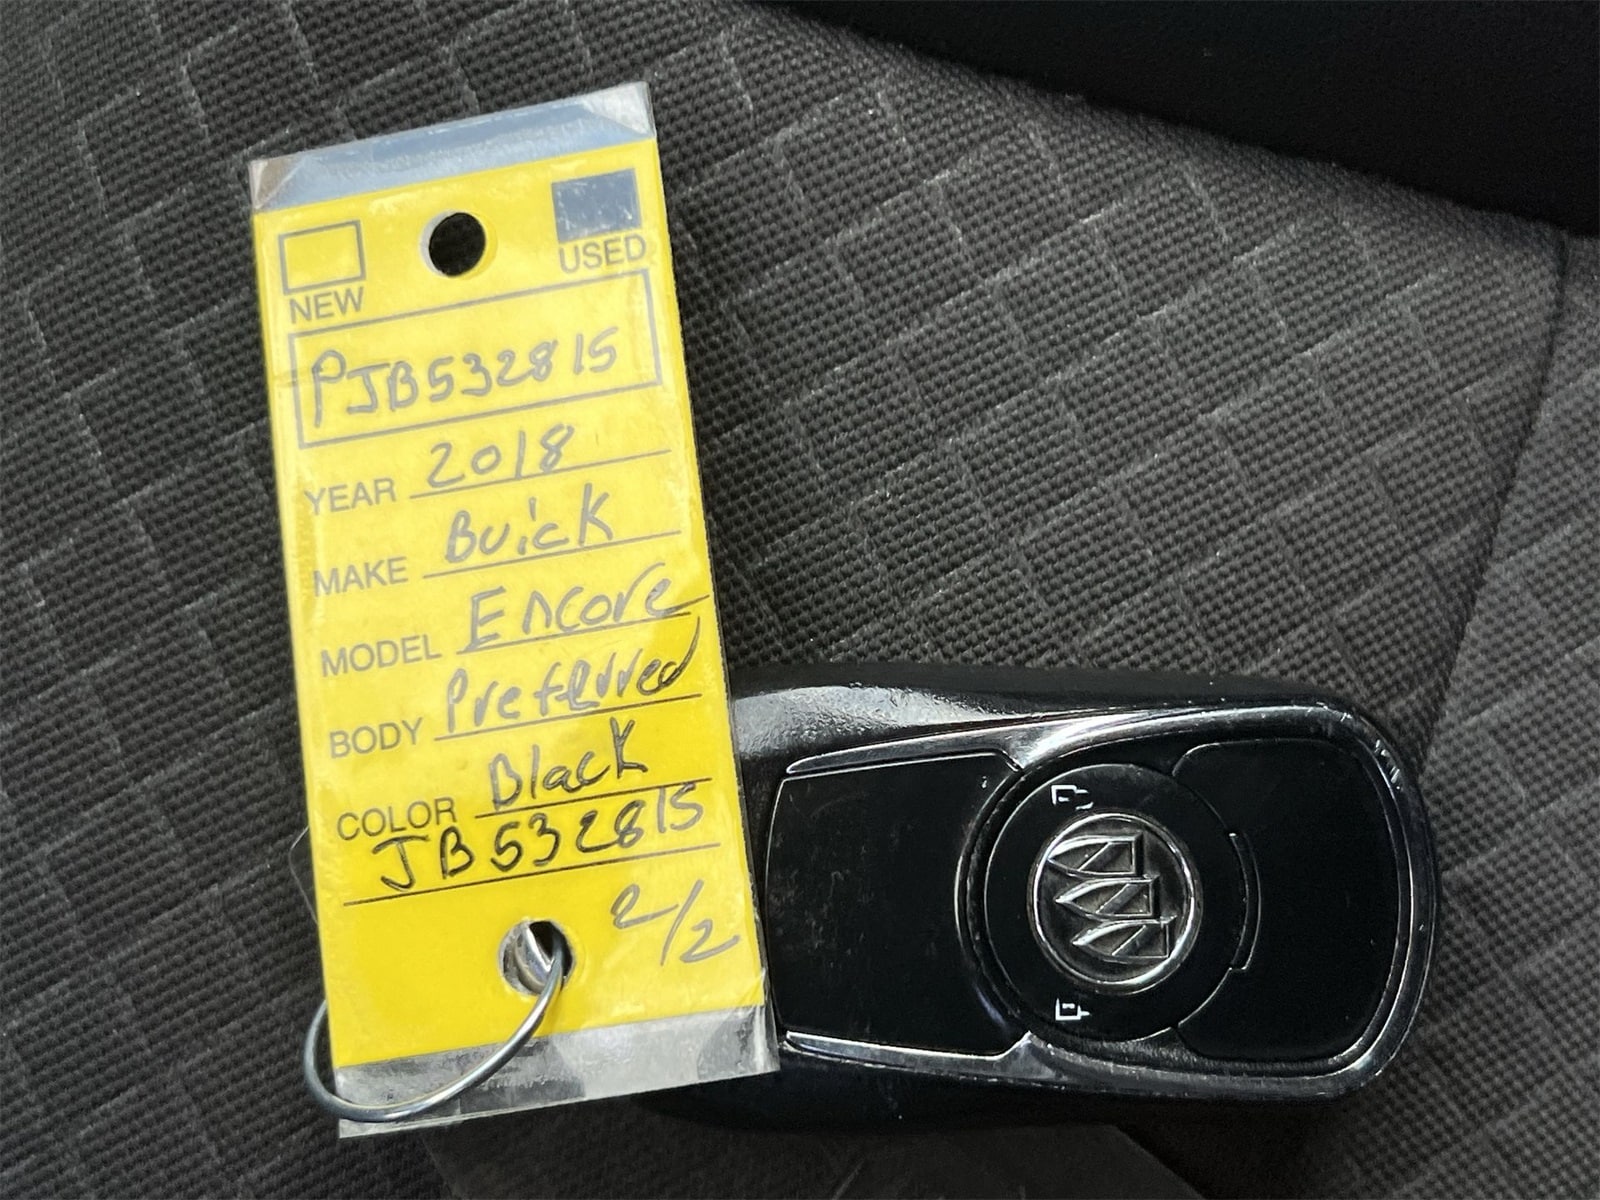 NEW USED
PJB532815
YEAR 2018
MAKE Buick
MODEL Encore
BODY Preferred
COLOR Black
JB532815
2/2